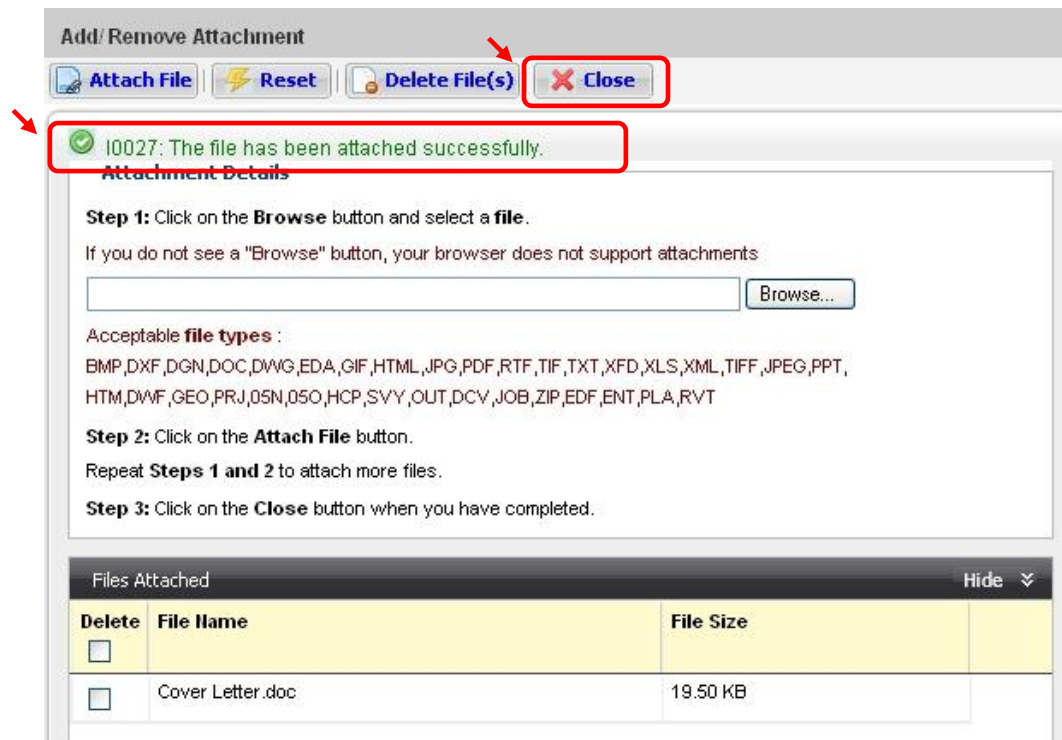 Add/Remove Attachment
Attach File Reset Delete File(s) Close
I0027: The file has been attached successfully.
Attachment Details
Step 1: Click on the Browse button and select a file.
If you do not see a "Browse" button, your browser does not support attachments
Browse...
Acceptable file types :
BMP,DXF,DGN,DOC,DWG,EDA,GIF,HTML,JPG,PDF,RTF,TIF,TXT,XFD,XLS,XML,TIFF,JPEG,PPT,
HTM,DWF,GEO,PRJ,05N,05O,HCP,SVY,OUT,DCV,JOB,ZIP,EDF,ENT,PLA,RVT
Step 2: Click on the Attach File button.
Repeat Steps 1 and 2 to attach more files.
Step 3: Click on the Close button when you have completed.
Files Attached Hide
Delete File Name File Size
Cover Letter.doc 19.50 KB